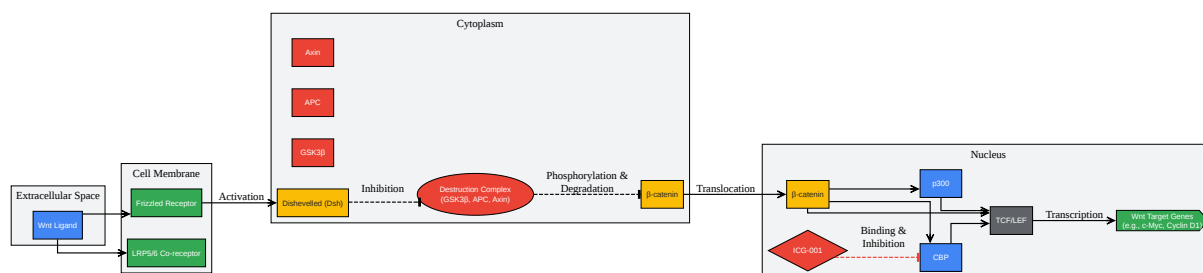 Extracellular Space
Wnt Ligand
Cell Membrane
Frizzled Receptor
LRP5/6 Co-receptor
Activation
Cytoplasm
Axin
APC
GSK3β
Dishevelled (Dsh)
Inhibition
Destruction Complex
(GSK3β, APC, Axin)
Phosphorylation &
Degradation
β-catenin
Translocation
Nucleus
β-catenin
p300
ICG-001
Binding &
Inhibition
CBP
TCF/LEF
Transcription
Wnt Target Genes
(e.g., c-Myc, Cyclin D1)